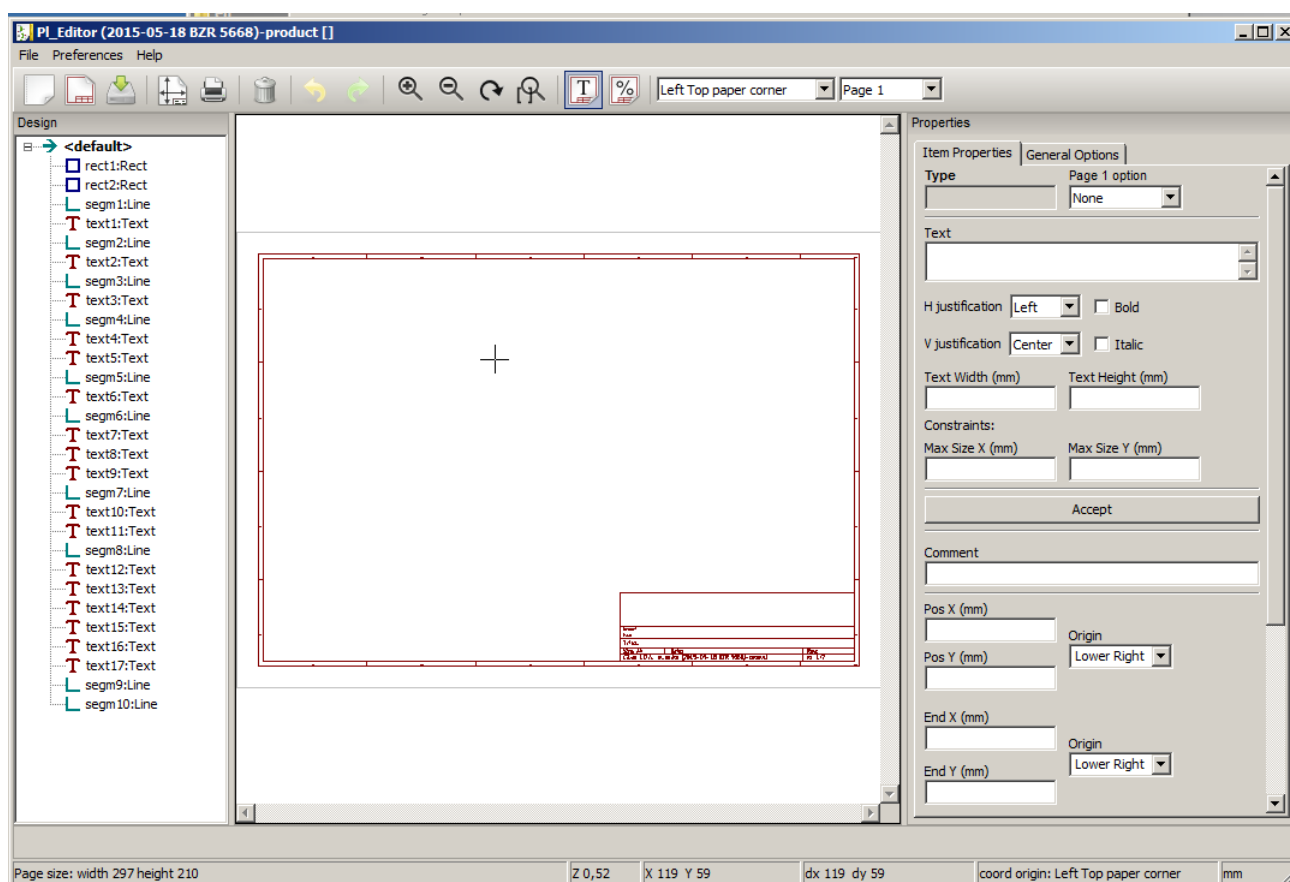 Pl_Editor (2015-05-18 BZR 5668)-product []
File Preferences Help
T % Left Top paper corner Page 1
Design
<default>
rect1:Rect
rect2:Rect
segm1:Line
text1:Text
segm2:Line
text2:Text
segm3:Line
text3:Text
segm4:Line
text4:Text
text5:Text
segm5:Line
text6:Text
segm6:Line
text7:Text
text8:Text
text9:Text
segm7:Line
text10:Text
text11:Text
segm8:Line
text12:Text
text13:Text
text14:Text
text15:Text
text16:Text
text17:Text
segm9:Line
segm10:Line
Properties
Item Properties General Options
Type Page 1 option
None
Text
H justification Left Bold
V justification Center Italic
Text Width (mm) Text Height (mm)
Constraints:
Max Size X (mm) Max Size Y (mm)
Accept
Comment
Pos X (mm)
Origin
Pos Y (mm) Lower Right
End X (mm)
Origin
End Y (mm) Lower Right
Page size: width 297 height 210 Z 0,52 X 119 Y 59 dx 119 dy 59 coord origin: Left Top paper corner mm